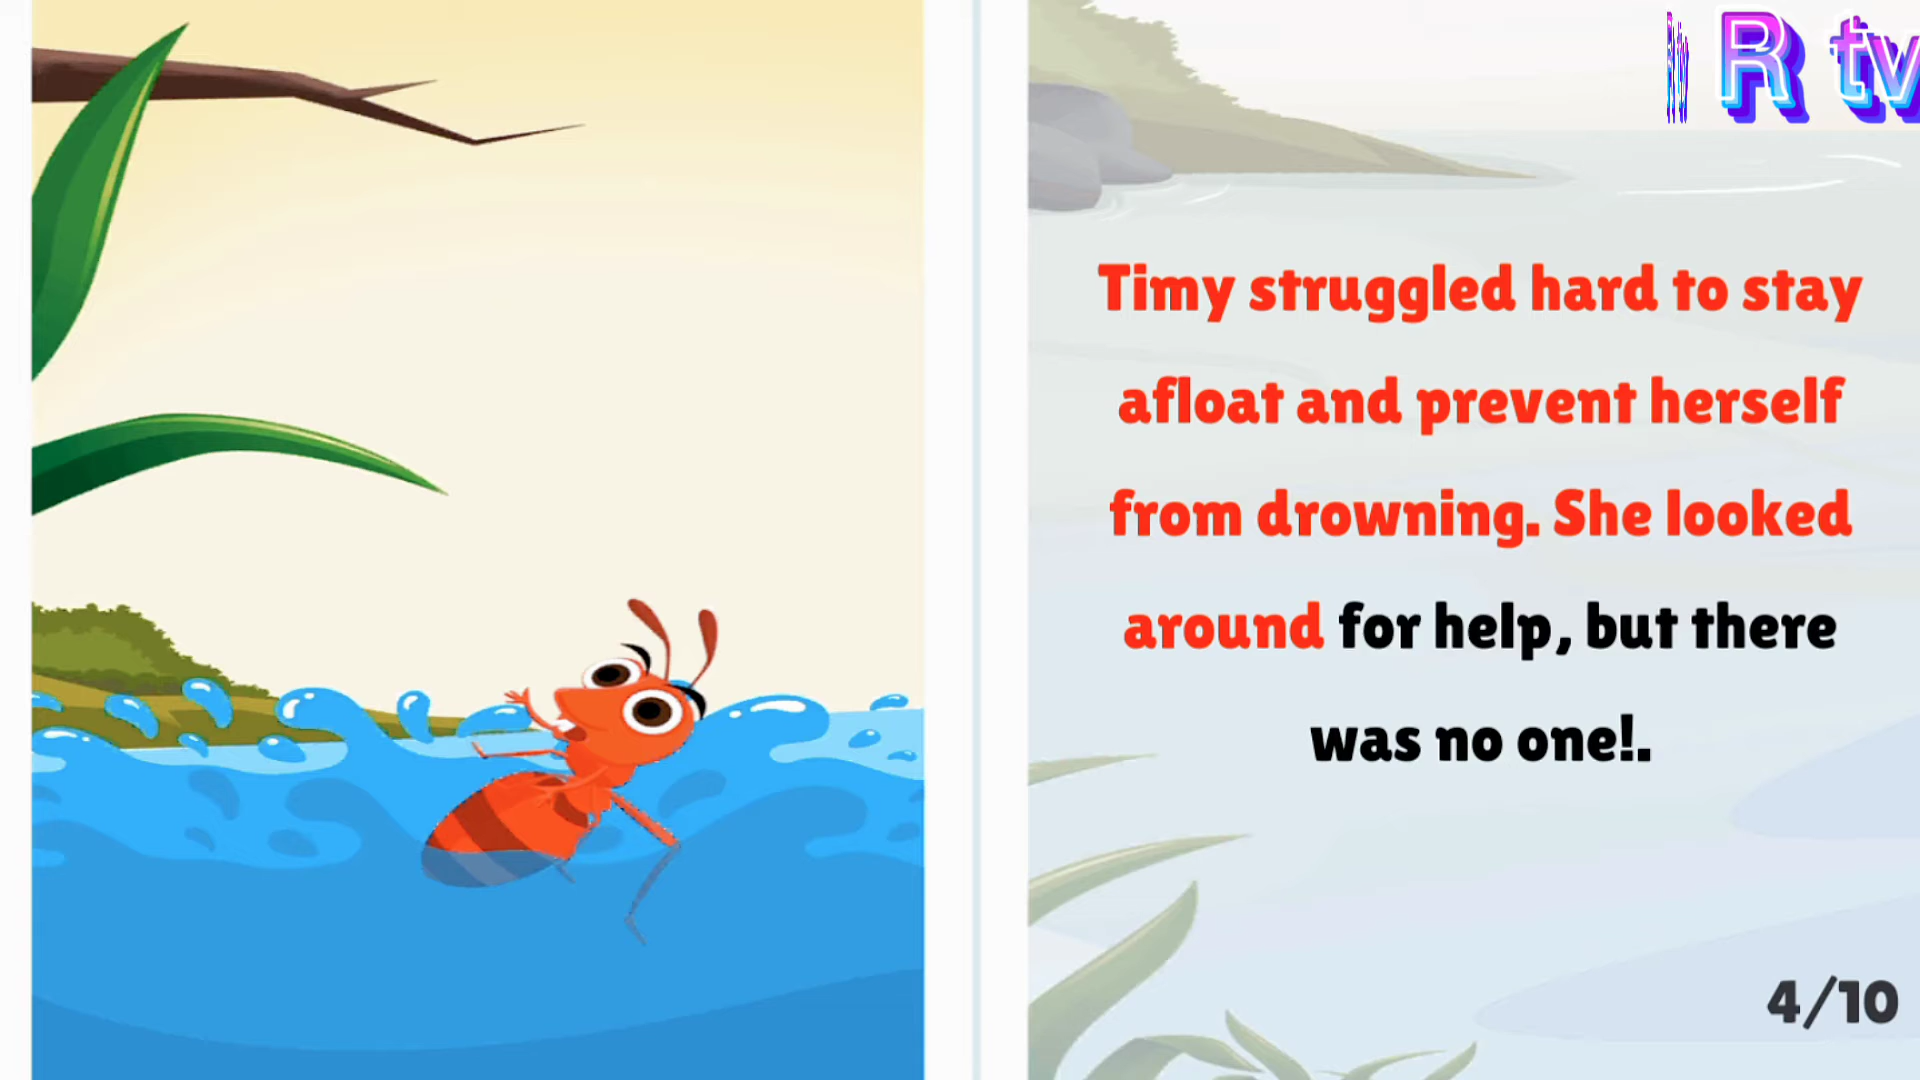 R tv
Timy struggled hard to stay
afloat and prevent herself
from drowning. She looked
around for help, but there
was no one!.
4/10